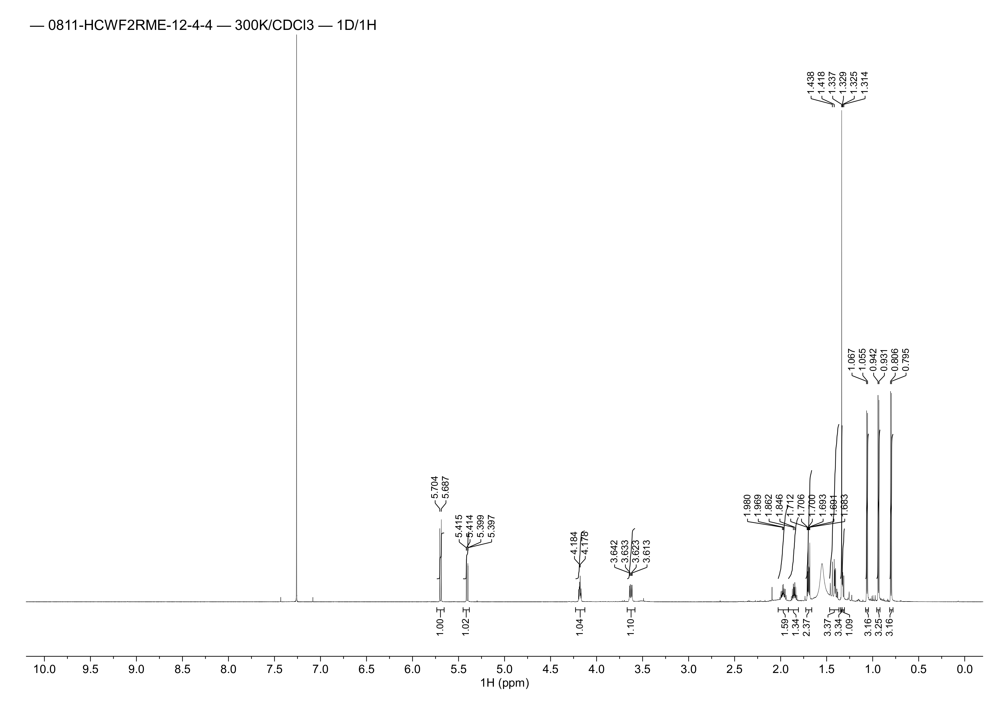 — 0811-HCWF2RME-12-4-4 — 300K/CDCl3 — 1D/1H
1.438 1.418 1.337 1.329 1.325 1.314
1.067 1.055 0.942 0.931 0.806 0.795
5.704 5.687
1.980 1.969 1.862 1.846 1.712 1.706 1.700 1.693 1.691 1.683
5.415 5.414 5.399 5.397
4.184 4.178
3.642 3.633 3.623 3.613
1.00 1.02 1.04 1.10 1.59 1.34 2.37 3.37 3.34 1.09 3.16 3.25 3.16
10.0 9.5 9.0 8.5 8.0 7.5 7.0 6.5 6.0 5.5 5.0 4.5 4.0 3.5 3.0 2.5 2.0 1.5 1.0 0.5 0.0
1H (ppm)